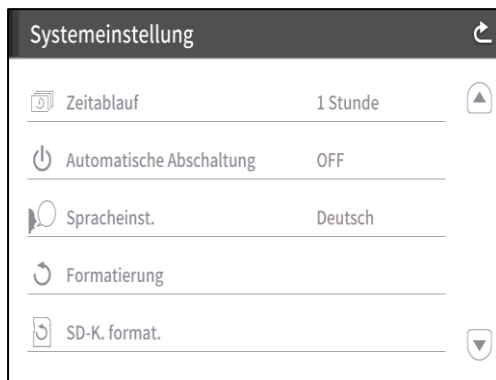 Systemeinstellung
Zeitablauf 1 Stunde
Automatische Abschaltung OFF
Spracheinst. Deutsch
Formatierung
SD-K. format.